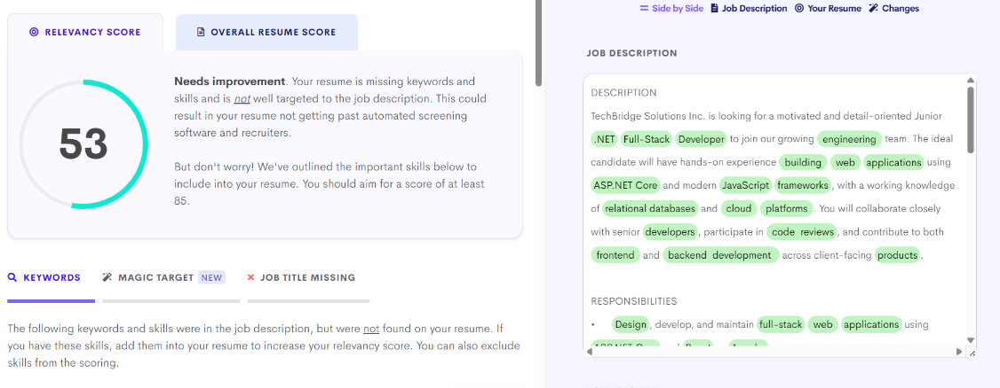 RELEVANCY SCORE
OVERALL RESUME SCORE
53
Needs improvement. Your resume is missing keywords and
skills and is not well targeted to the job description. This could
result in your resume not getting past automated screening
software and recruiters.
But don't worry! We've outlined the important skills below to
include into your resume. You should aim for a score of at least
85.
KEYWORDS
MAGIC TARGET NEW
JOB TITLE MISSING
The following keywords and skills were in the job description, but were not found on your resume. If
you have these skills, add them into your resume to increase your relevancy score. You can also exclude
skills from the scoring.
Side by Side
Job Description
Your Resume
Changes
JOB DESCRIPTION
DESCRIPTION
TechBridge Solutions Inc. is looking for a motivated and detail-oriented Junior
.NET Full-Stack Developer to join our growing engineering team. The ideal
candidate will have hands-on experience building web applications using
ASP.NET Core and modern JavaScript frameworks, with a working knowledge
of relational databases and cloud platforms. You will collaborate closely
with senior developers, participate in code reviews, and contribute to both
frontend and backend development across client-facing products.
RESPONSIBILITIES
• Design, develop, and maintain full-stack web applications using